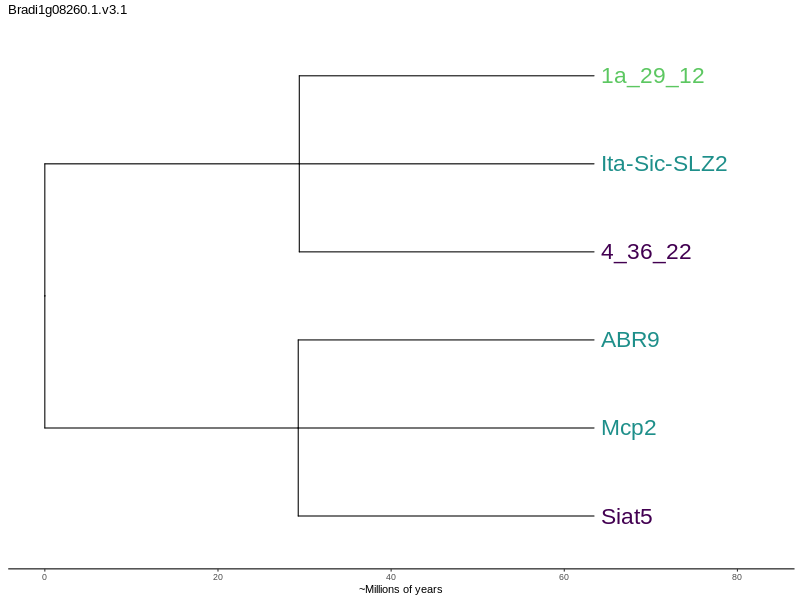 Bradi1g08260.1.v3.1
1a_29_12
Ita-Sic-SLZ2
4_36_22
ABR9
Mcp2
Siat5
0 20 40 60 80
~Millions of years